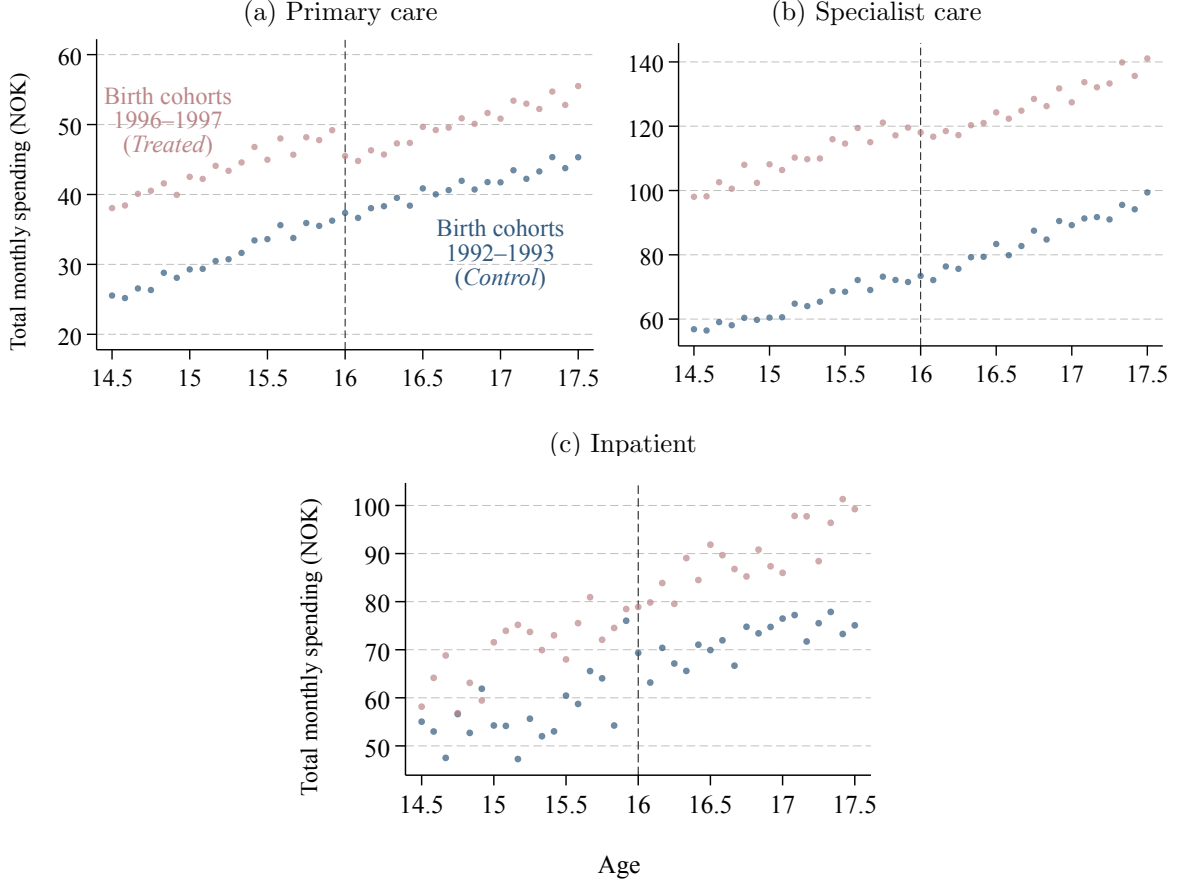 (a) Primary care
Total monthly spending (NOK)
60
50
40
30
20
Birth cohorts
1996–1997
(Treated)
Birth cohorts
1992–1993
(Control)
14.5 15 15.5 16 16.5 17 17.5
(b) Specialist care
140
120
100
80
60
14.5 15 15.5 16 16.5 17 17.5
(c) Inpatient
Total monthly spending (NOK)
100
90
80
70
60
50
14.5 15 15.5 16 16.5 17 17.5
Age